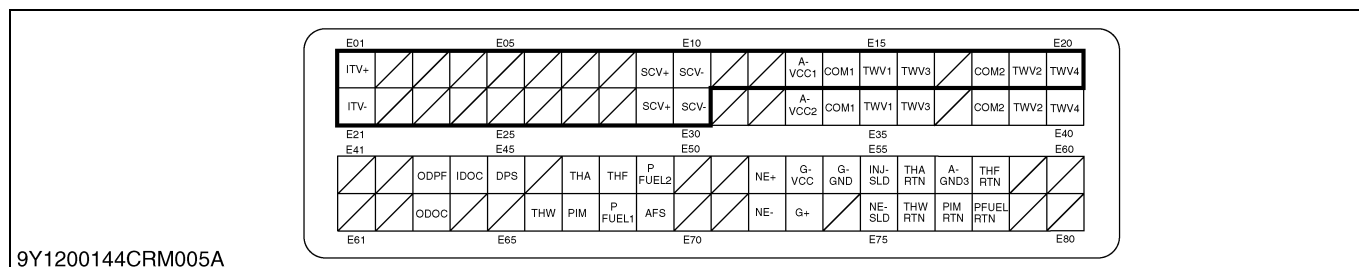 E01 E05 E10 E15 E20
ITV+ SCV+ SCV- A-VCC1 COM1 TWV1 TWV3 COM2 TWV2 TWV4
ITV- SCV+ SCV- A-VCC2 COM1 TWV1 TWV3 COM2 TWV2 TWV4
E21 E25 E30 E35 E40
E41 E45 E50 E55 E60
ODPF IDOC DPS THA THF P FUEL2 NE+ G-VCC G-GND INJ-SLD THA RTN A-GND3 THF RTN
ODOC THW PIM P FUEL1 AFS NE- G+ NE-SLD THW RTN PIM RTN PFUEL RTN
E61 E65 E70 E75 E80
9Y1200144CRM005A